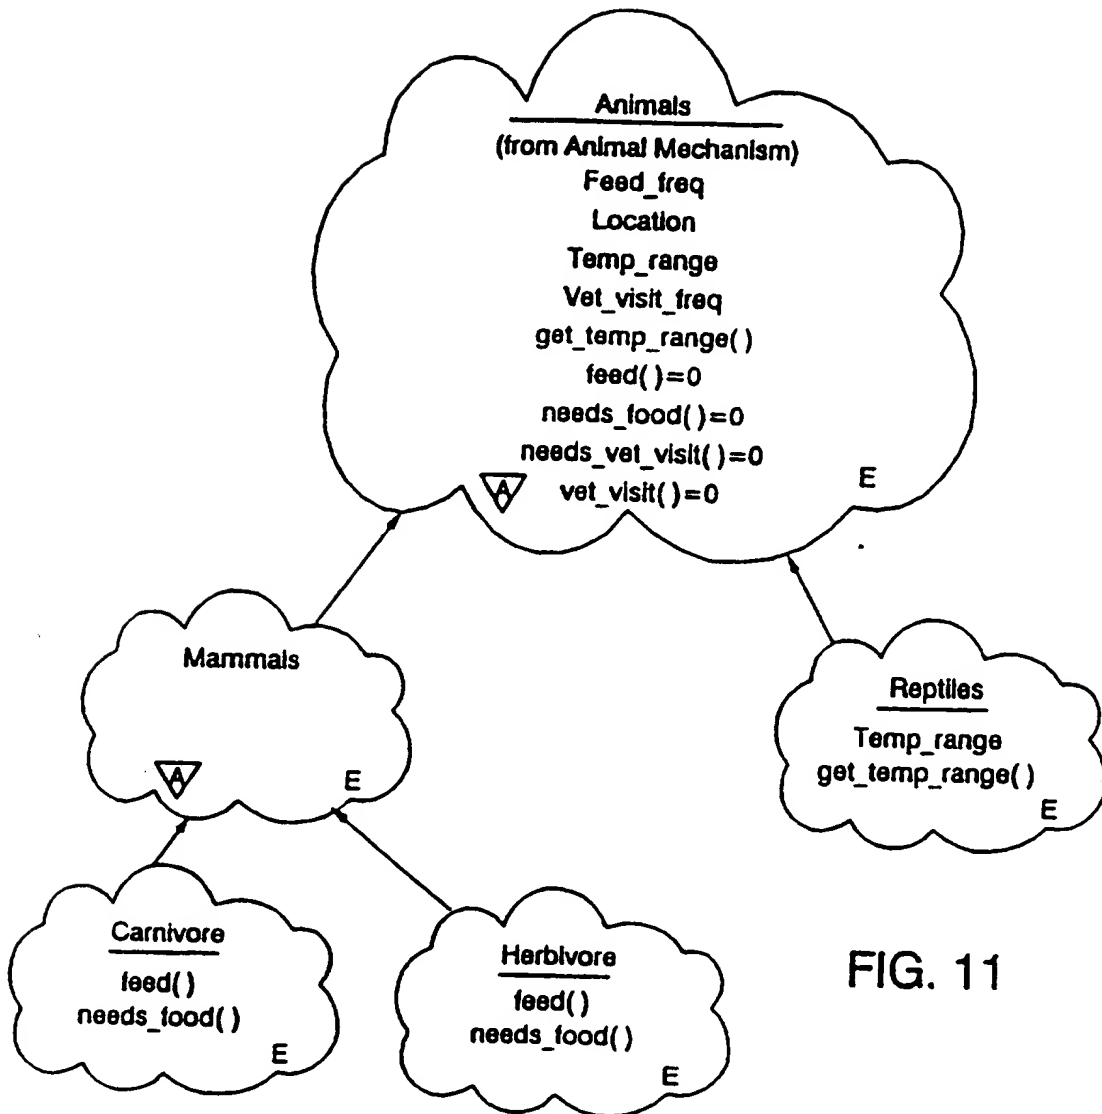 Animals
(from Animal Mechanism)
Feed_freq
Location
Temp_range
Vet_visit_freq
get_temp_range()
feed()=0
needs_food()=0
needs_vet_visit()=0
vet_visit()=0
A
E
Mammals
A
E
Reptiles
Temp_range
get_temp_range()
E
Carnivore
feed()
needs_food()
E
Herbivore
feed()
needs_food()
E
FIG. 11